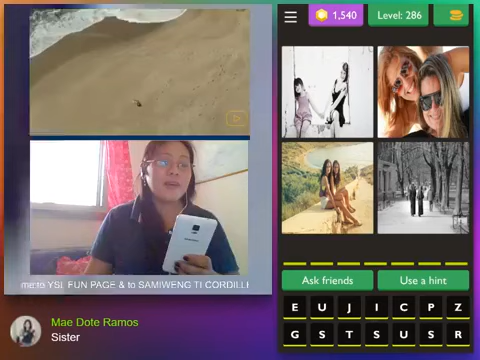 1,540
Level: 286
SAMSUNG
me to YSL FUN PAGE & to SAMIWENG TI CORDILLE
Mae Dote Ramos
Sister
Ask friends
Use a hint
E U J I C P Z
G S T S U S R